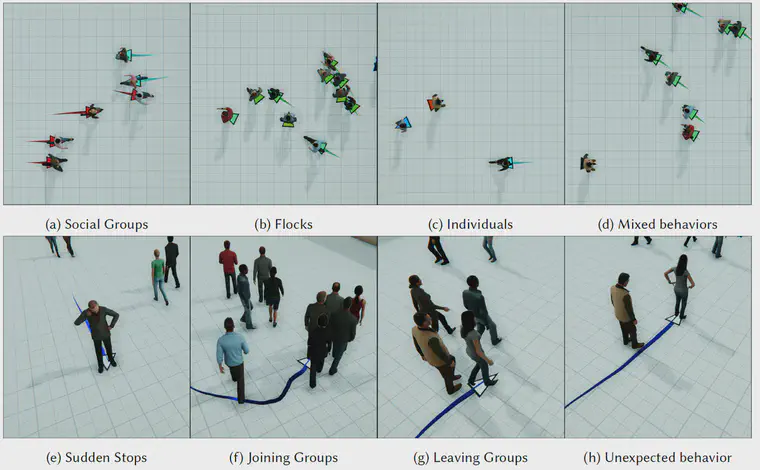 (a) Social Groups
(b) Flocks
(c) Individuals
(d) Mixed behaviors
(e) Sudden Stops
(f) Joining Groups
(g) Leaving Groups
(h) Unexpected behavior